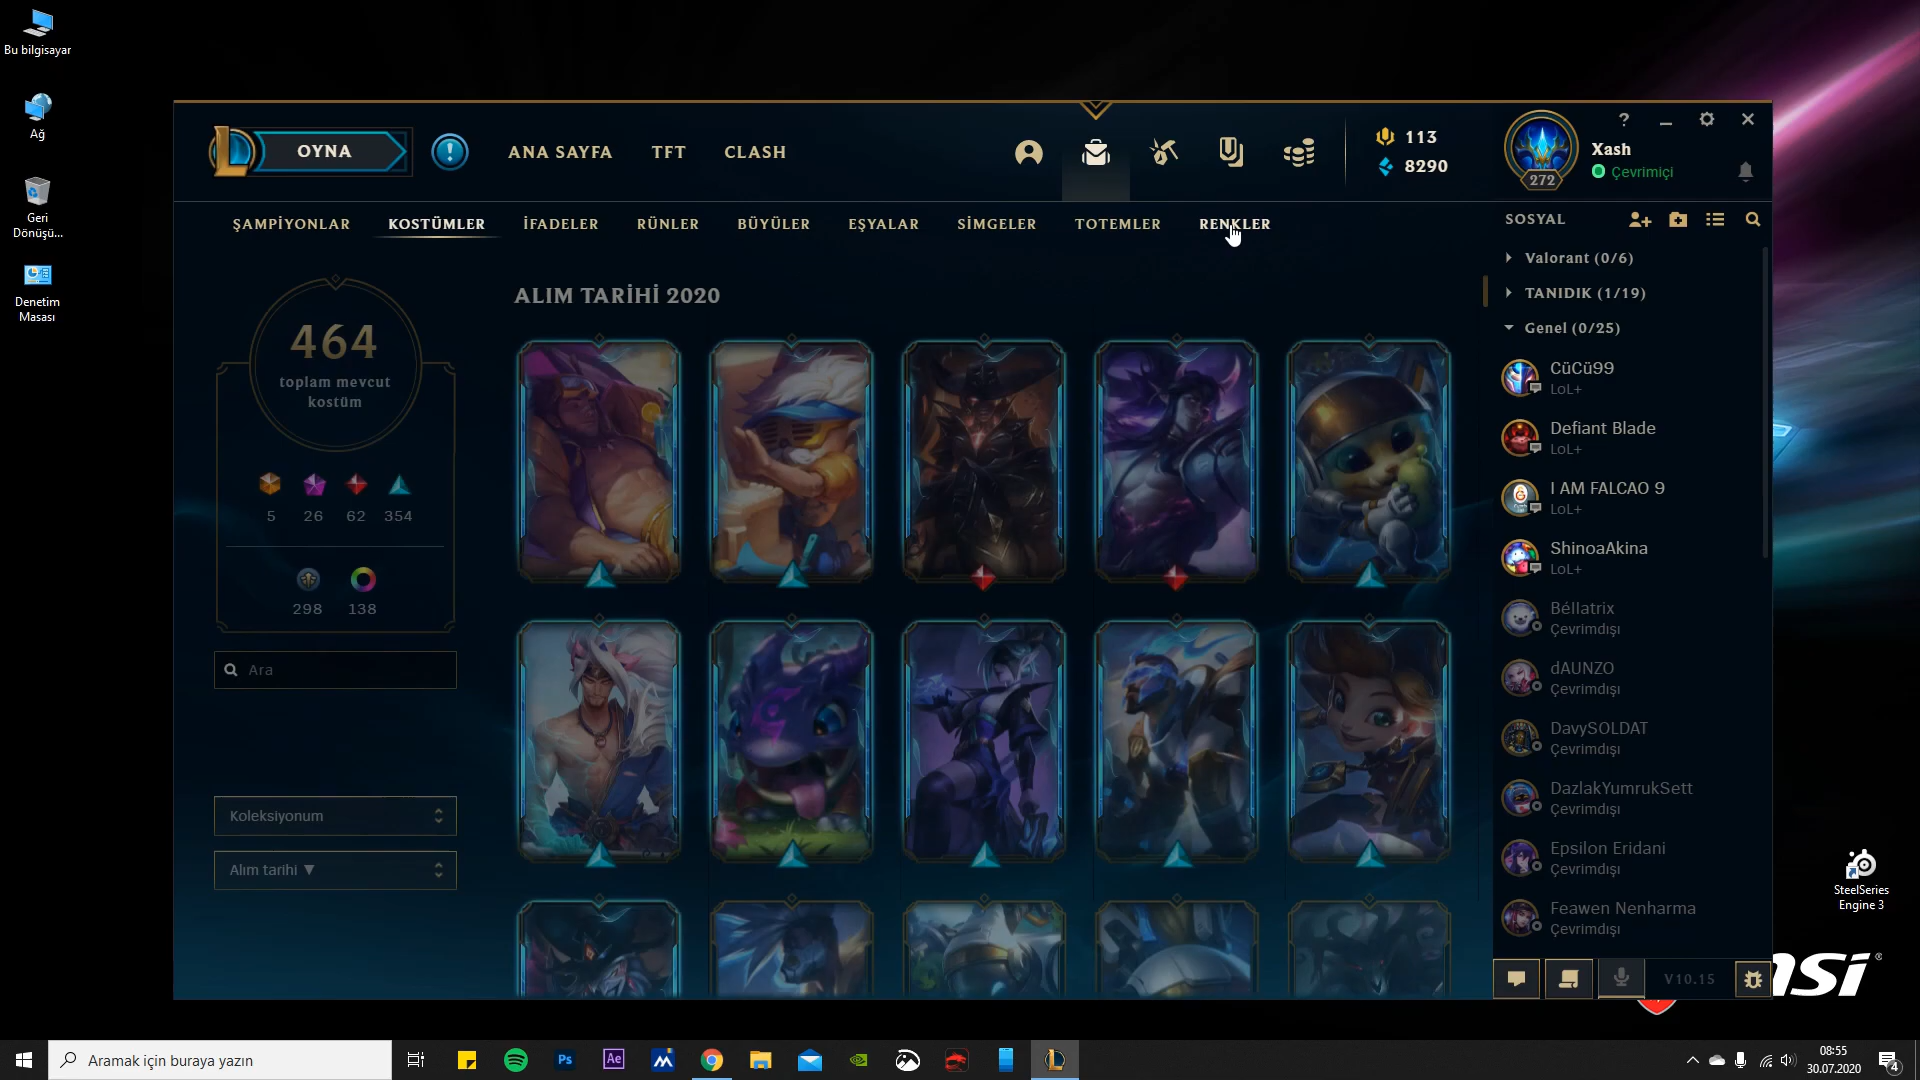 Bu bilgisayar
Ağ
Geri
Dönüşü...
Denetim
Masası
OYNA
ANA SAYFA
TFT
CLASH
113
8290
272
Xash
Çevrimiçi
ŞAMPİYONLAR
KOSTÜMLER
İFADELER
RÜNLER
BÜYÜLER
EŞYALAR
SİMGELER
TOTEMLER
RENKLER
SOSYAL
464
toplam mevcut
kostüm
5
26
62
354
298
138
Ara
Koleksiyonum
Alım tarihi ▼
ALIM TARİHİ 2020
Valorant (0/6)
TANIDIK (1/19)
Genel (0/25)
CüCü99
LoL+
Defiant Blade
LoL+
I AM FALCAO 9
LoL+
ShinoaAkina
LoL+
Béllatrix
Çevrimdışı
dAUNZO
Çevrimdışı
DavySOLDAT
Çevrimdışı
DazlakYumrukSett
Çevrimdışı
Epsilon Eridani
Çevrimdışı
Feawen Nenharma
Çevrimdışı
V10.15
SteelSeries
Engine 3
msi
Aramak için buraya yazın
Ps
Ae
08:55
30.07.2020
4